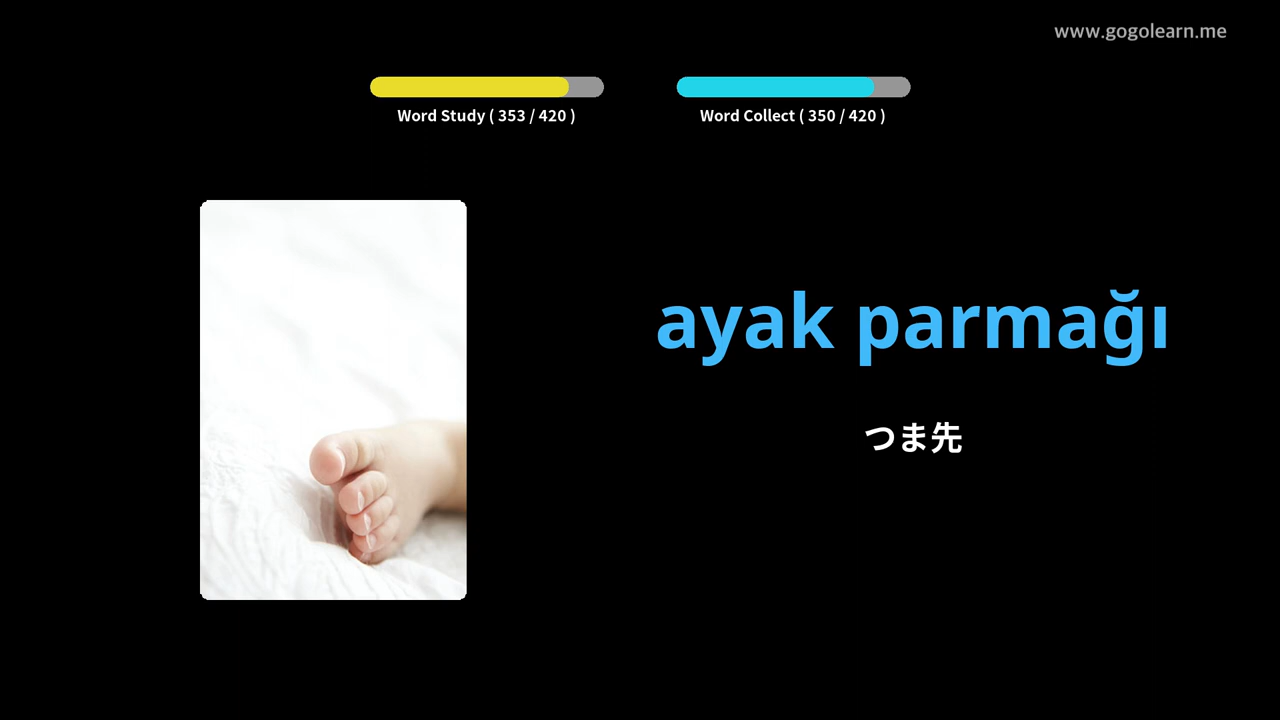 www.gogolearn.me
Word Study ( 353 / 420 )
Word Collect ( 350 / 420 )
ayak parmağı
つま先